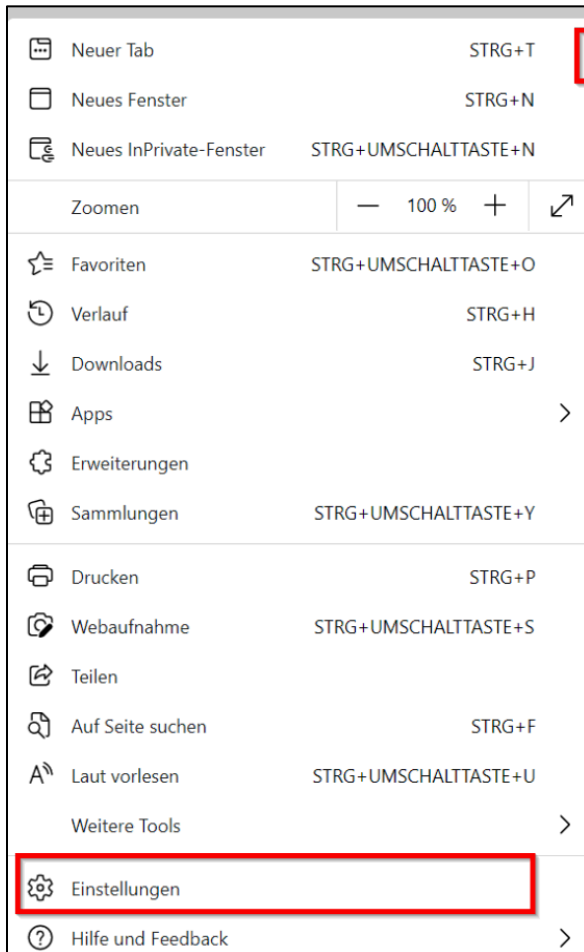 Neuer Tab STRG+T
Neues Fenster STRG+N
Neues InPrivate-Fenster STRG+UMSCHALTTASTE+N
Zoomen — 100 % +
Favoriten STRG+UMSCHALTTASTE+O
Verlauf STRG+H
Downloads STRG+J
Apps
Erweiterungen
Sammlungen STRG+UMSCHALTTASTE+Y
Drucken STRG+P
Webaufnahme STRG+UMSCHALTTASTE+S
Teilen
Auf Seite suchen STRG+F
Laut vorlesen STRG+UMSCHALTTASTE+U
Weitere Tools
Einstellungen
Hilfe und Feedback